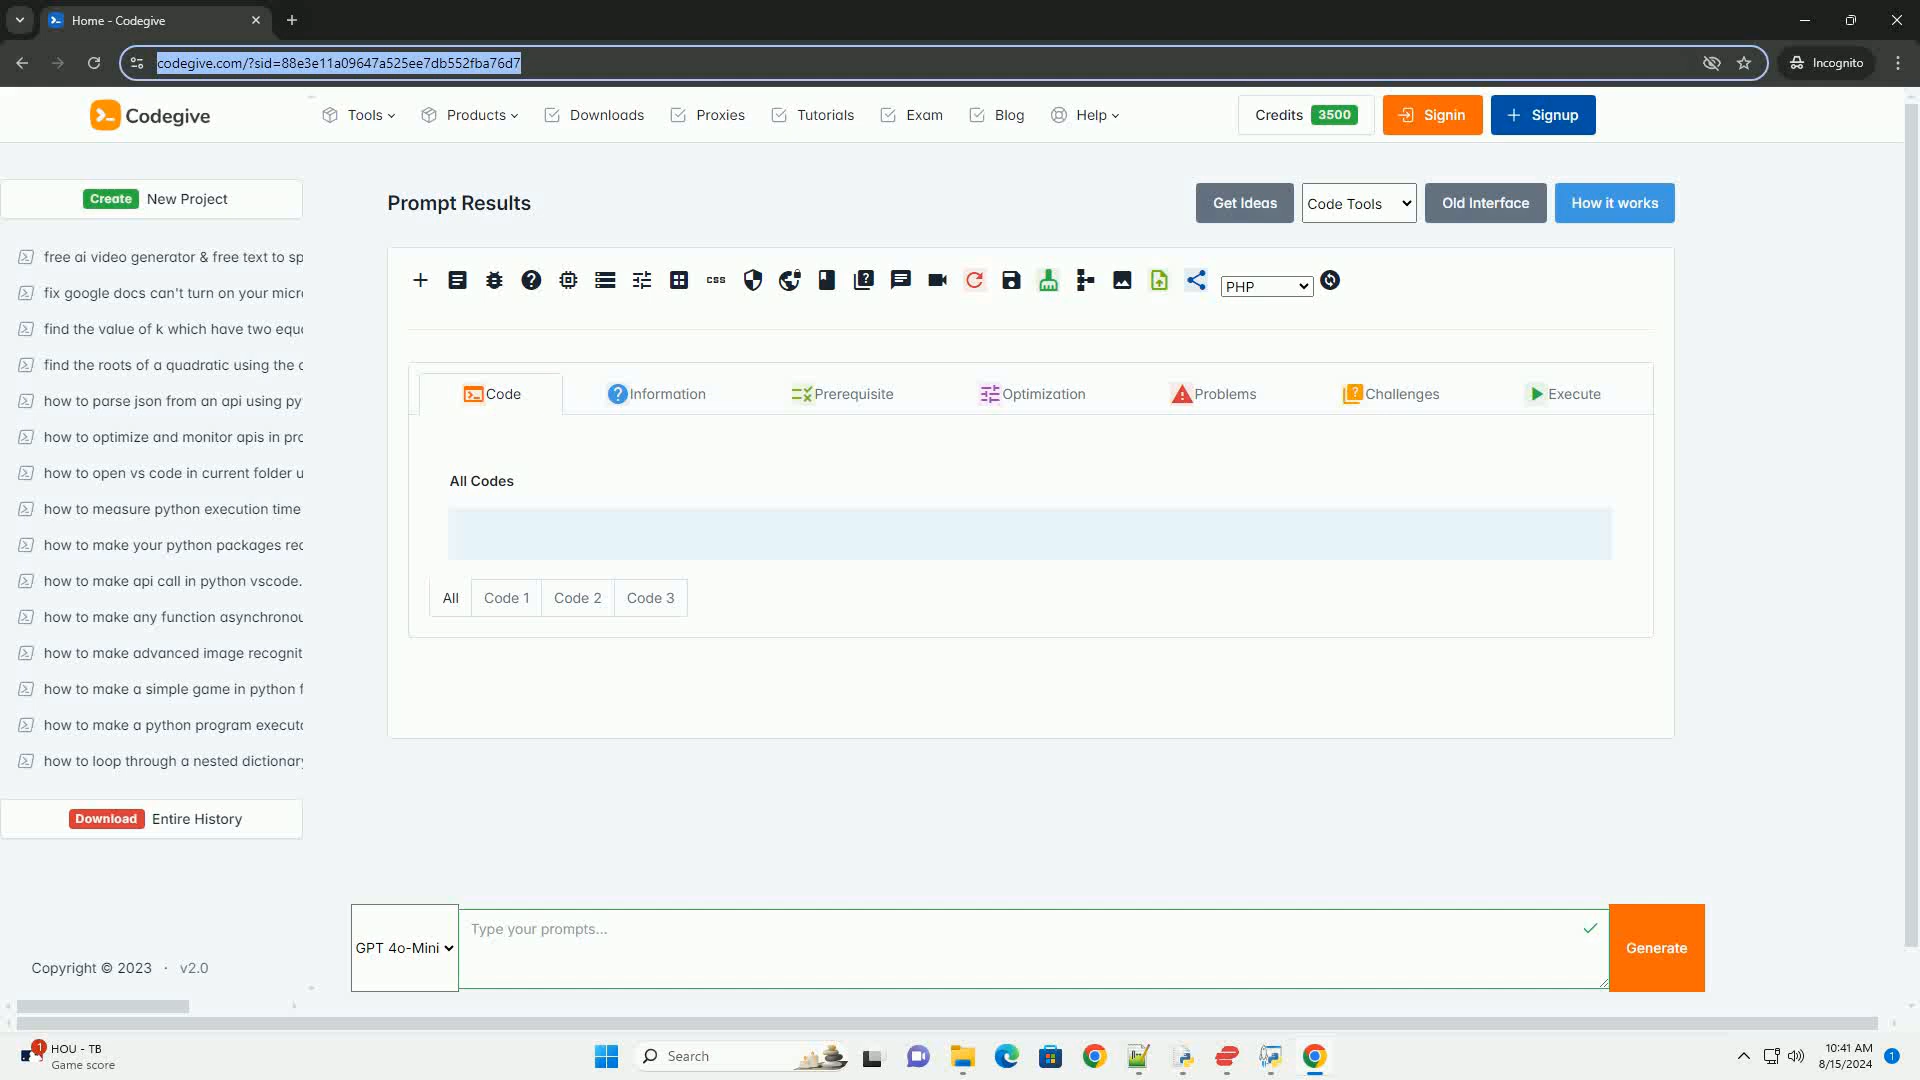 Home - Codegive
codegive.com/?sid=88e3e11a09647a525ee7db552fba76d7
Incognito
Codegive
Tools
Products
Downloads
Proxies
Tutorials
Exam
Blog
Help
Credits 3500
Signin
Signup
Create New Project
free ai video generator & free text to sp
fix google docs can't turn on your micr
find the value of k which have two equ
find the roots of a quadratic using the
how to parse json from an api using py
how to optimize and monitor apis in pro
how to open vs code in current folder u
how to measure python execution time
how to make your python packages rec
how to make api call in python vscode.
how to make any function asynchronou
how to make advanced image recognit
how to make a simple game in python f
how to make a python program execut
how to loop through a nested dictionary
Download Entire History
Copyright © 2023 · v2.0
Prompt Results
Get Ideas
Code Tools
Old Interface
How it works
css
PHP
Code
Information
Prerequisite
Optimization
Problems
Challenges
Execute
All Codes
All
Code 1
Code 2
Code 3
GPT 4o-Mini
Type your prompts...
Generate
1
HOU - TB
Game score
Search
10:41 AM
8/15/2024
1